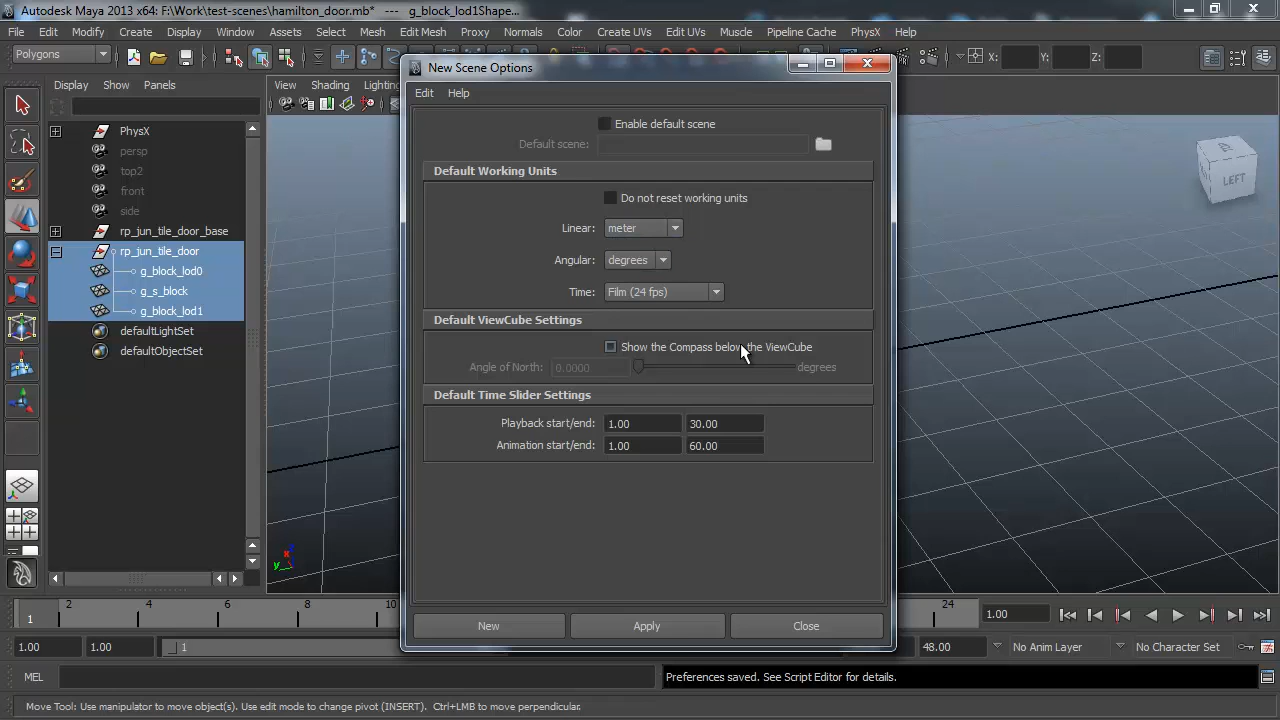 Autodesk Maya 2013 x64: F:\Work\test-scenes\hamilton_door.mb* --- g_block_lod1Shape...
File Edit Modify Create Display Window Assets Select Mesh Edit Mesh Proxy Normals Color Create UVs Edit UVs Muscle Pipeline Cache PhysX Help
Polygons
X: Y: Z:
New Scene Options
Display Show Panels
View Shading Lighting
Edit Help
PhysX
persp
top2
front
side
rp_jun_tile_door_base
rp_jun_tile_door
g_block_lod0
g_s_block
g_block_lod1
defaultLightSet
defaultObjectSet
Enable default scene
Default scene:
Default Working Units
Do not reset working units
Linear: meter
Angular: degrees
Time: Film (24 fps)
Default ViewCube Settings
Show the Compass below the ViewCube
Angle of North: 0.0000 degrees
Default Time Slider Settings
Playback start/end: 1.00 30.00
Animation start/end: 1.00 60.00
New Apply Close
LEFT
x
y
1 2 4 6 8 10 24 1.00
1.00 1.00 1 48.00 No Anim Layer No Character Set
MEL Preferences saved. See Script Editor for details.
Move Tool: Use manipulator to move object(s). Use edit mode to change pivot (INSERT). Ctrl+LMB to move perpendicular.